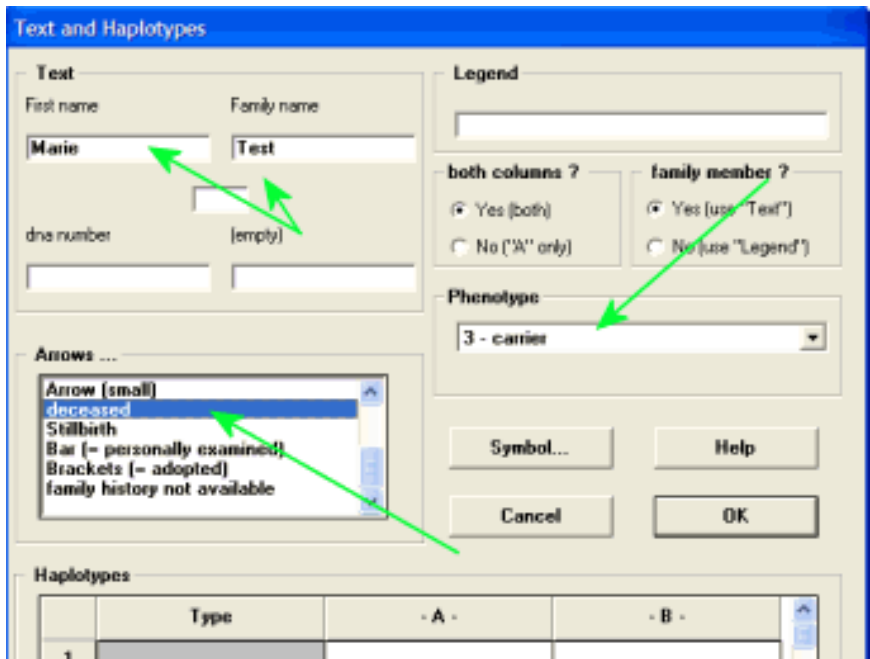 Text and Haplotypes
Text
First name
Family name
Marie
Test
dna number
(empty)
Legend
both columns ?
Yes (both)
No ("A" only)
family member ?
Yes (use "Text")
No (use "Legend")
Phenotype
3 - carrier
Arrows ...
Arrow (small)
deceased
Stillbirth
Bar (= personally examined)
Brackets (= adopted)
family history not available
Symbol...
Help
Cancel
OK
Haplotypes
Type
- A -
- B -
1